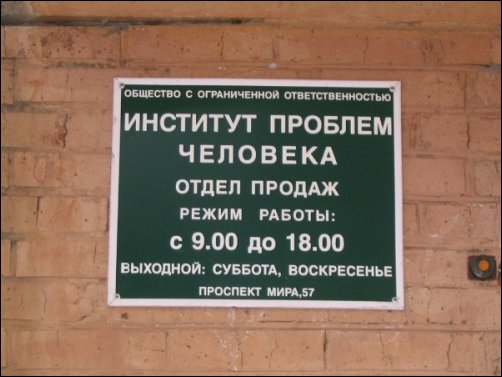 ОБЩЕСТВО С ОГРАНИЧЕННОЙ ОТВЕТСТВЕННОСТЬЮ
ИНСТИТУТ ПРОБЛЕМ
ЧЕЛОВЕКА
ОТДЕЛ ПРОДАЖ
РЕЖИМ РАБОТЫ:
с 9.00 до 18.00
ВЫХОДНОЙ: СУББОТА, ВОСКРЕСЕНЬЕ
ПРОСПЕКТ МИРА,57